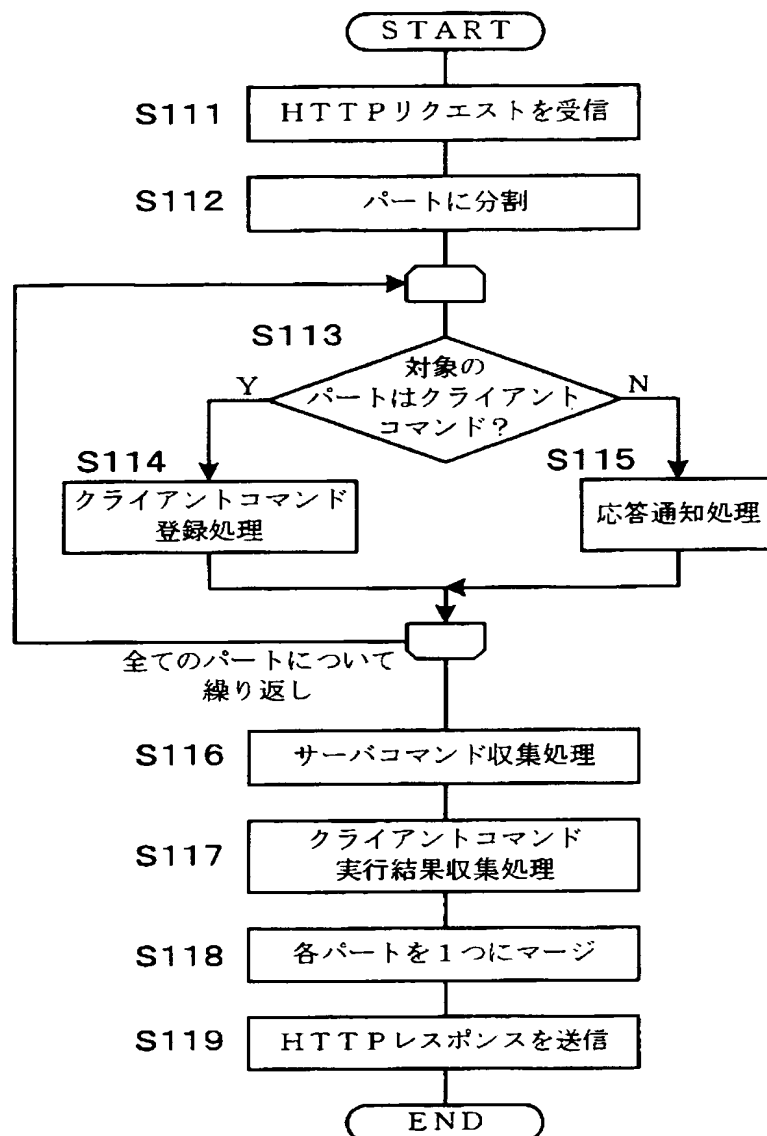 START
S111
HTTPリクエストを受信
S112
パートに分割
S113
対象の
パートはクライアント
コマンド?
Y
N
S114
クライアントコマンド
登録処理
S115
応答通知処理
全てのパートについて
繰り返し
S116
サーバコマンド収集処理
S117
クライアントコマンド
実行結果収集処理
S118
各パートを1つにマージ
S119
HTTPレスポンスを送信
END